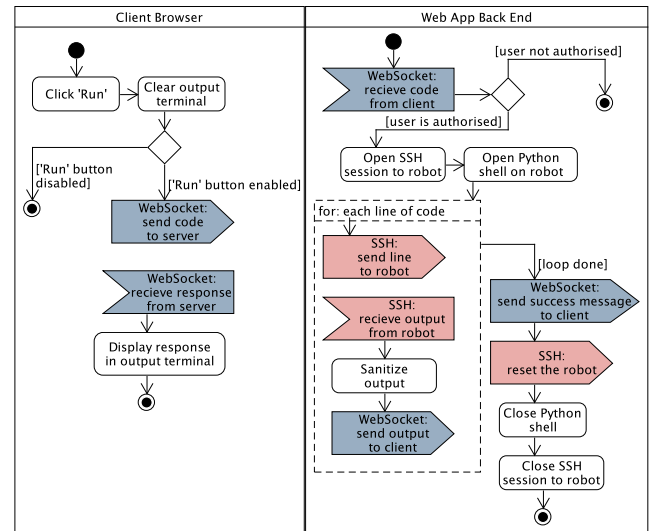 Client Browser
Click 'Run'
Clear output
terminal
['Run' button
disabled]
['Run' button enabled]
WebSocket:
send code
to server
WebSocket:
recieve response
from server
Display response
in output terminal
Web App Back End
WebSocket:
recieve code
from client
[user not authorised]
[user is authorised]
Open SSH
session to robot
Open Python
shell on robot
for: each line of code
SSH:
send line
to robot
SSH:
recieve output
from robot
Sanitize
output
WebSocket:
send output
to client
[loop done]
WebSocket:
send success message
to client
SSH:
reset the robot
Close Python
shell
Close SSH
session to robot